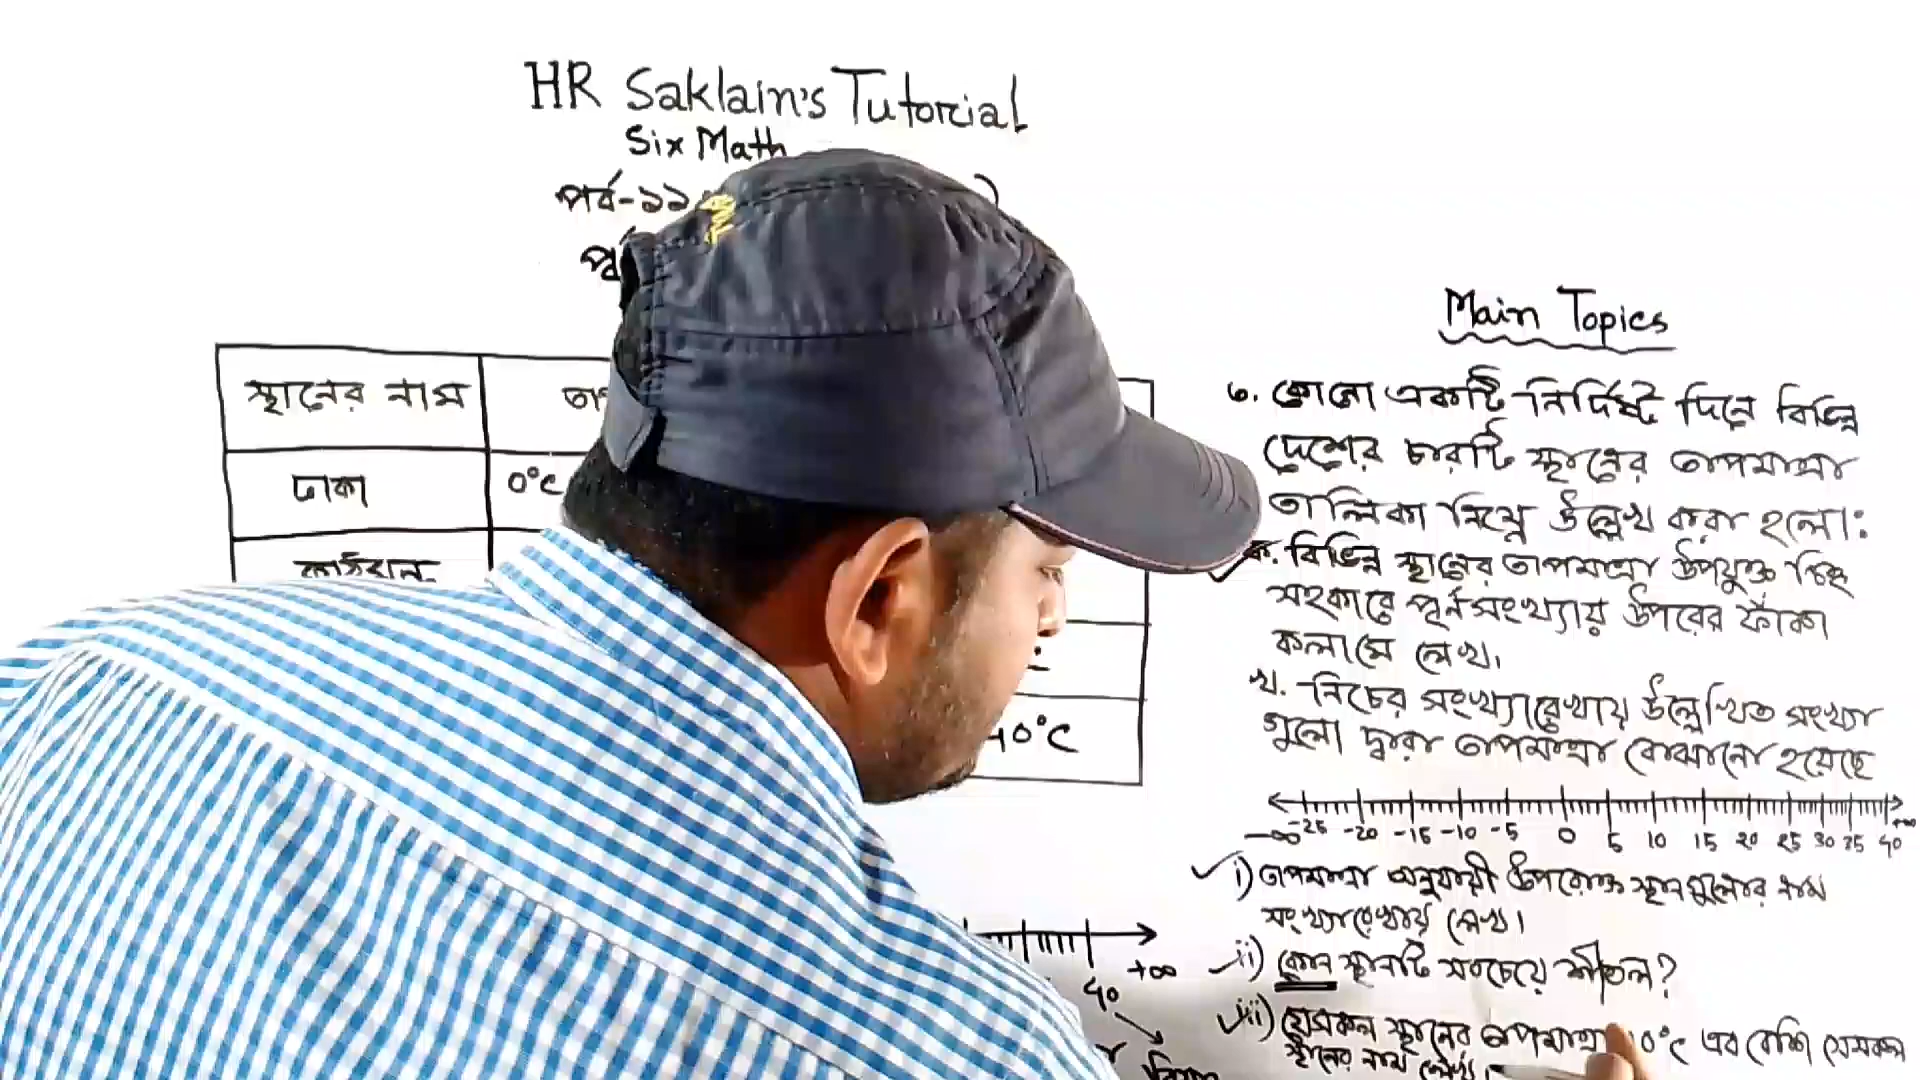 HR Saklain's Tutorial
Six Math
পর্ব-১১
স্থানের নাম
ঢাকা
0°C
40°C
+∞
40
Main Topics
৩. কোনো একটি নির্দিষ্ট দিনে বিভিন্ন
দেশের চারটি স্থানের তাপমাত্রা
তালিকা নিম্নে উল্লেখ করা হলো:
ক. বিভিন্ন স্থানের তাপমাত্রা উপযুক্ত চিহ্ন
সহকারে পূর্নসংখ্যায় উপরের ফাঁকা
কলামে লেখ।
খ. নিচের সংখ্যারেখায় উল্লেখিত সংখ্যা
গুলো দ্বারা তাপমাত্রা বোঝানো হয়েছে
-∞ -25 -20 -15 -10 -5 0 5 10 15 20 25 30 35 40 +∞
i) তাপমাত্রা অনুযায়ী উপরোক্ত স্থানগুলোর নাম
সংখ্যারেখায় লেখ।
ii) কোন স্থানটি সবচেয়ে শীতল?
iii) যেসকল স্থানের তাপমাত্রা 10°C এর বেশি সেসকল
স্থানের নাম লেখ।